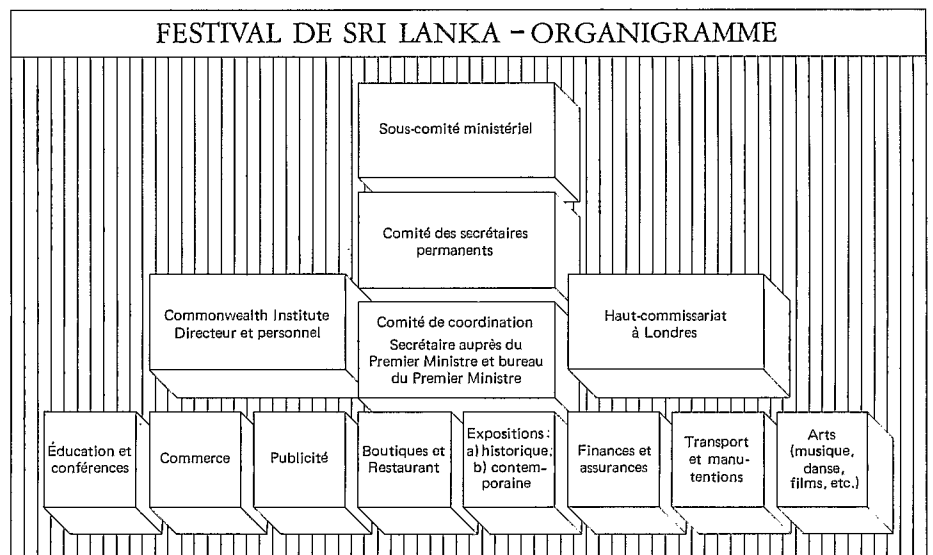 FESTIVAL DE SRI LANKA – ORGANIGRAMME
Sous-comité ministériel
Comité des secrétaires
permanents
Commonwealth Institute
Directeur et personnel
Comité de coordination
Secrétaire auprès du
Premier Ministre et bureau
du Premier Ministre
Haut-commissariat
à Londres
Éducation et
conférences
Commerce
Publicité
Boutiques et
Restaurant
Expositions:
a) historique;
b) contem-
poraine
Finances et
assurances
Transport
et manu-
tentions
Arts
(musique,
danse,
films, etc.)